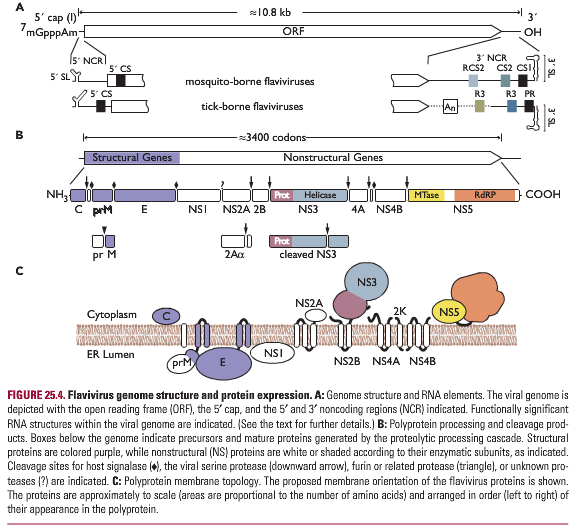 A
5′ cap (I)
≈10.8 kb
3′
7mGpppAm
ORF
OH
5′ NCR
3′ NCR
5′ SL
5′ CS
mosquito-borne flaviviruses
RCS2
CS2
CS1
3′ SL
5′ CS
tick-borne flaviviruses
An
R3
R3
PR
3′ SL
B
≈3400 codons
Structural Genes
Nonstructural Genes
NH3
Prot
Helicase
MTase
RdRP
COOH
C
prM
E
NS1
NS2A
2B
NS3
4A
NS4B
NS5
?
Prot
pr
M
2Aα
cleaved NS3
C
Cytoplasm
ER Lumen
C
prM
E
NS1
NS2A
NS3
NS2B
2K
NS4A
NS4B
NS5
FIGURE 25.4. Flavivirus genome structure and protein expression. A: Genome structure and RNA elements. The viral genome is
depicted with the open reading frame (ORF), the 5′ cap, and the 5′ and 3′ noncoding regions (NCR) indicated. Functionally significant
RNA structures within the viral genome are indicated. (See the text for further details.) B: Polyprotein processing and cleavage prod-
ucts. Boxes below the genome indicate precursors and mature proteins generated by the proteolytic processing cascade. Structural
proteins are colored purple, while nonstructural (NS) proteins are white or shaded according to their enzymatic subunits, as indicated.
Cleavage sites for host signalase (♦), the viral serine protease (downward arrow), furin or related protease (triangle), or unknown pro-
teases (?) are indicated. C: Polyprotein membrane topology. The proposed membrane orientation of the flavivirus proteins is shown.
The proteins are approximately to scale (areas are proportional to the number of amino acids) and arranged in order (left to right) of
their appearance in the polyprotein.